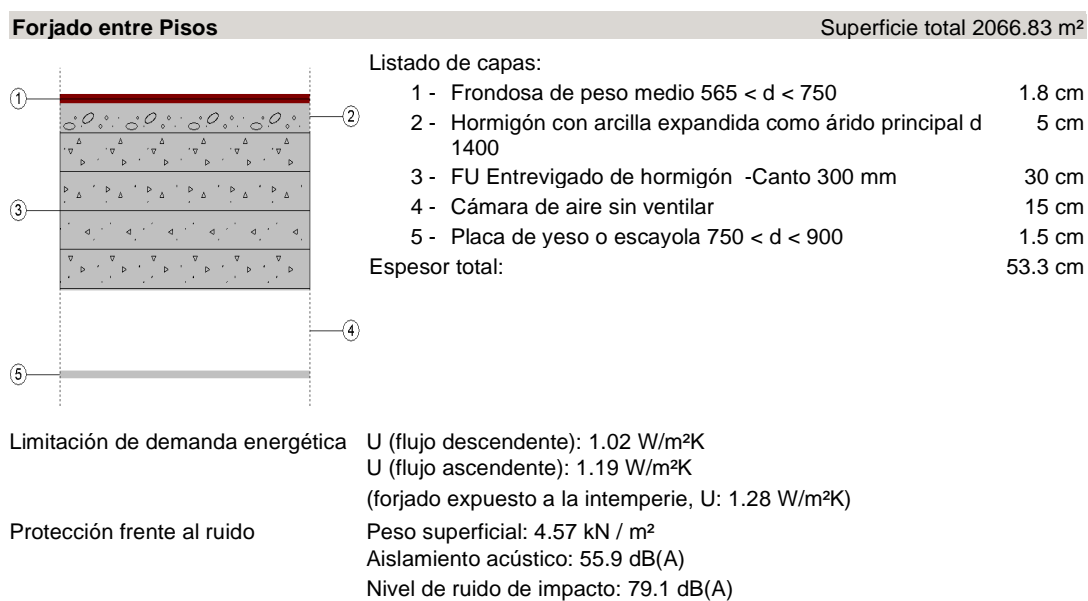 Forjado entre Pisos Superficie total 2066.83 m²
Listado de capas:
1 - Frondosa de peso medio 565 < d < 750 1.8 cm
2 - Hormigón con arcilla expandida como árido principal d 5 cm
1400
3 - FU Entrevigado de hormigón -Canto 300 mm 30 cm
4 - Cámara de aire sin ventilar 15 cm
5 - Placa de yeso o escayola 750 < d < 900 1.5 cm
Espesor total: 53.3 cm
1
2
3
4
5
Limitación de demanda energética U (flujo descendente): 1.02 W/m²K
U (flujo ascendente): 1.19 W/m²K
(forjado expuesto a la intemperie, U: 1.28 W/m²K)
Protección frente al ruido Peso superficial: 4.57 kN / m²
Aislamiento acústico: 55.9 dB(A)
Nivel de ruido de impacto: 79.1 dB(A)